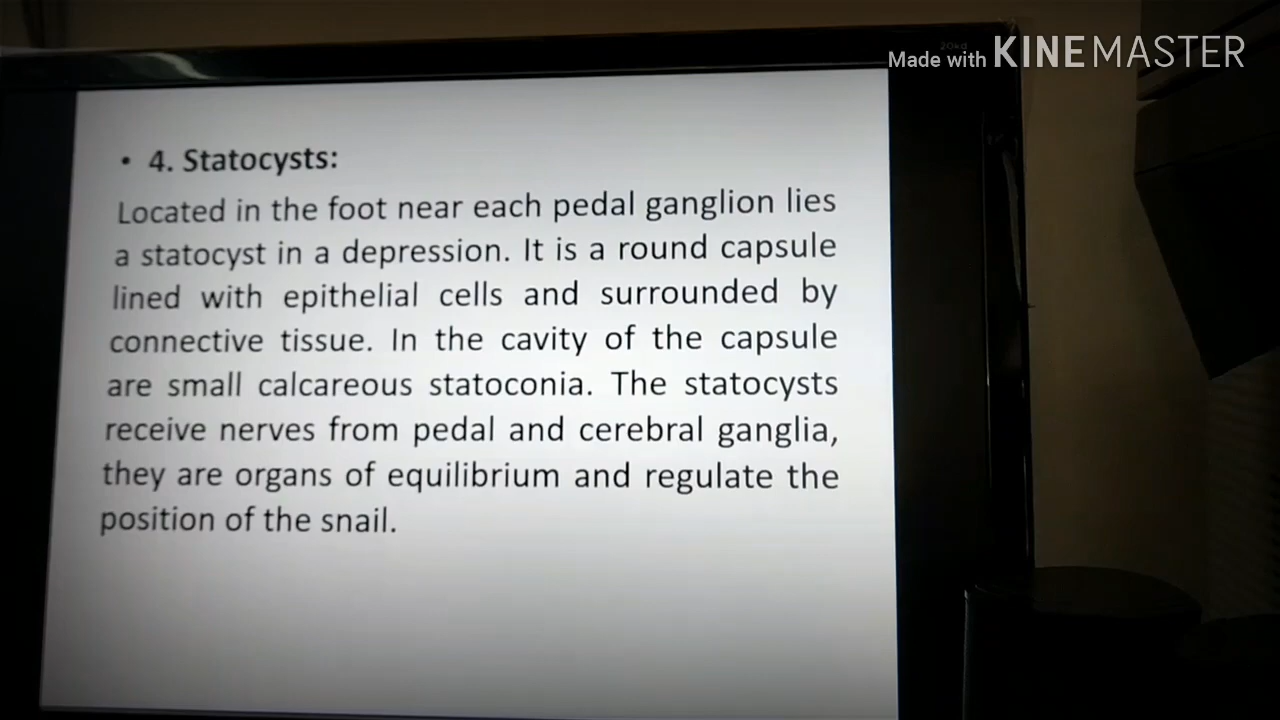 Made with KINEMASTER
• 4. Statocysts:
Located in the foot near each pedal ganglion lies
a statocyst in a depression. It is a round capsule
lined with epithelial cells and surrounded by
connective tissue. In the cavity of the capsule
are small calcareous statoconia. The statocysts
receive nerves from pedal and cerebral ganglia,
they are organs of equilibrium and regulate the
position of the snail.